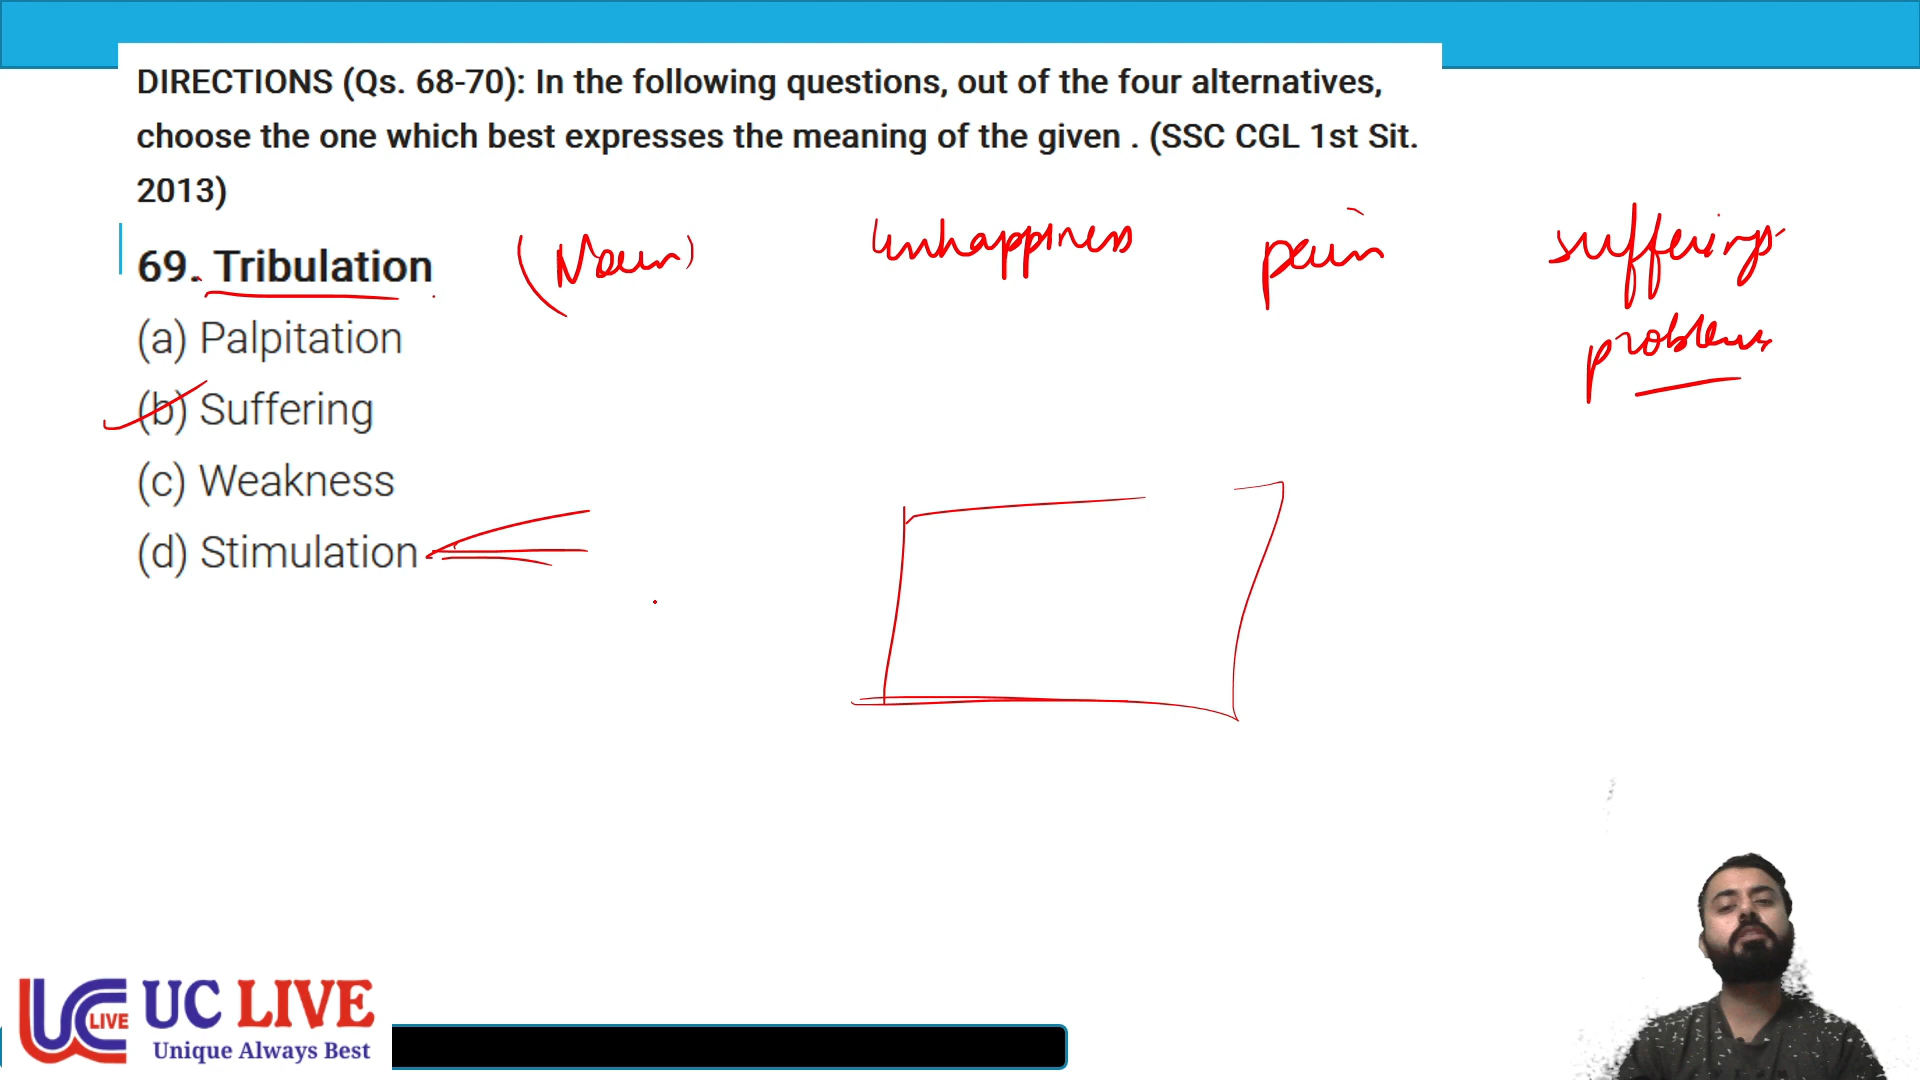 DIRECTIONS (Qs. 68-70): In the following questions, out of the four alternatives,
choose the one which best expresses the meaning of the given . (SSC CGL 1st Sit.
2013)
69. Tribulation (Noun) unhappiness pain sufferings
problems
(a) Palpitation
(b) Suffering
(c) Weakness
(d) Stimulation
UC LIVE UC LIVE
Unique Always Best